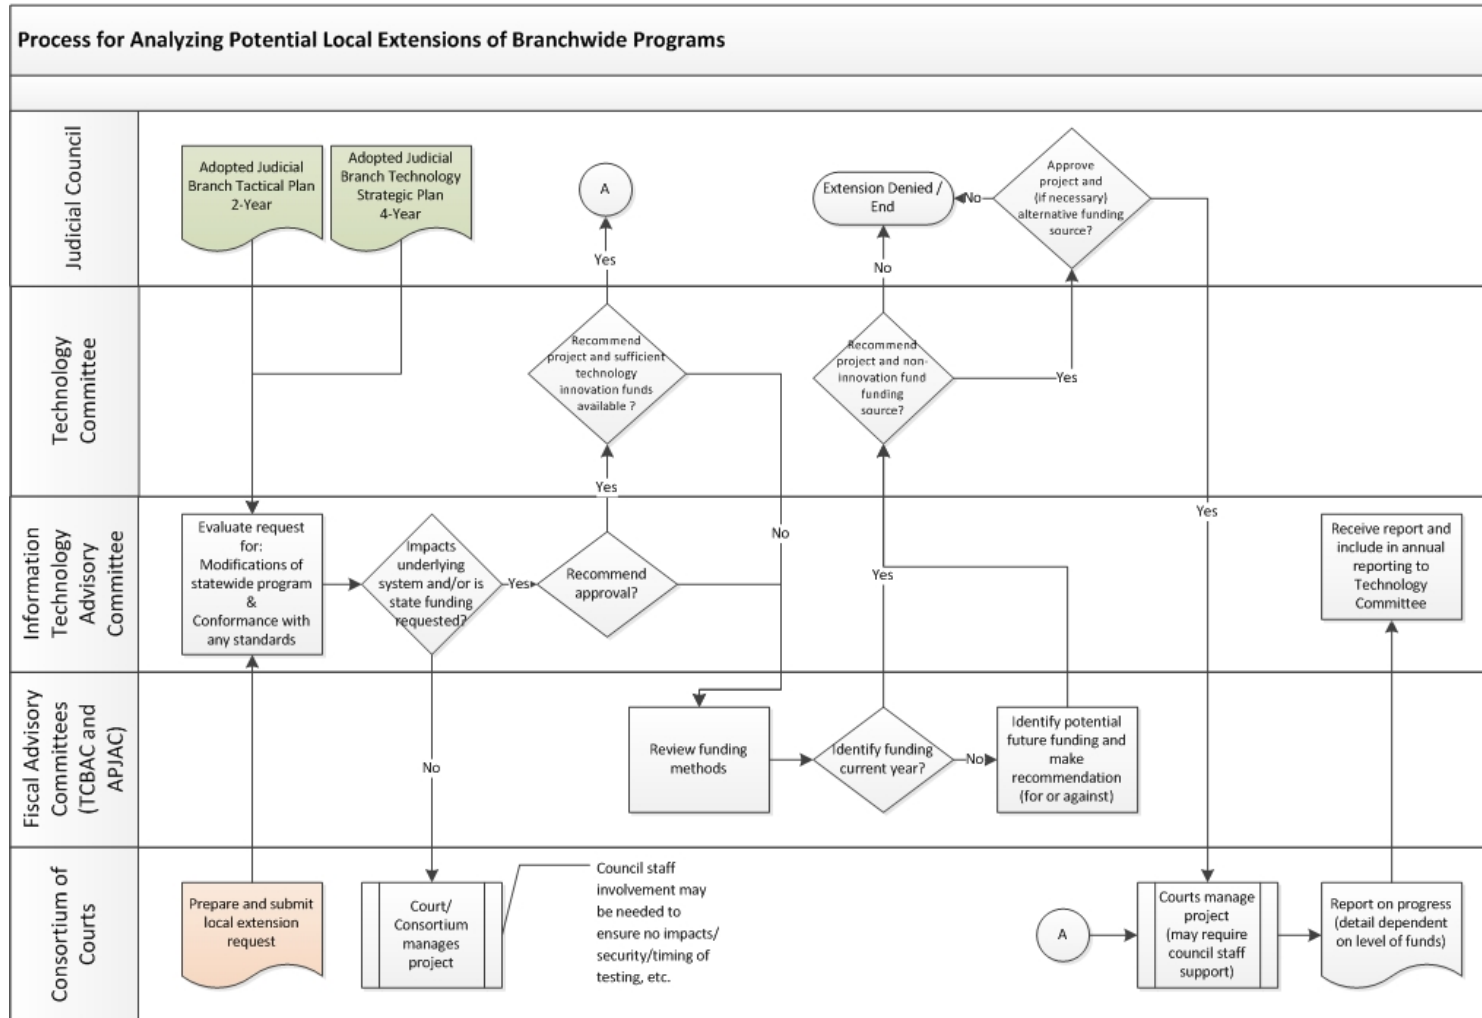 Process for Analyzing Potential Local Extensions of Branchwide Programs
Judicial Council
Adopted Judicial
Branch Tactical Plan
2-Year
Adopted Judicial
Branch Technology
Strategic Plan
4-Year
A
Yes
Extension Denied /
End
No
Approve
project and
(if necessary)
alternative funding
source?
No
Technology
Committee
Recommend
project and sufficient
technology
innovation funds
available ?
Recommend
project and non-
innovation fund
funding
source?
Yes
Yes
No
Yes
Information
Technology
Advisory
Committee
Evaluate request
for:
Modifications of
statewide program
&
Conformance with
any standards
Impacts
underlying
system and/or is
state funding
requested?
Yes
Recommend
approval?
Yes
Receive report and
include in annual
reporting to
Technology
Committee
Fiscal Advisory
Committees
(TCBAC and
APJAC)
No
Review funding
methods
Identify funding
current year?
No
Identify potential
future funding and
make
recommendation
(for or against)
Consortium of
Courts
Prepare and submit
local extension
request
Court/
Consortium
manages
project
Council staff
involvement may
be needed to
ensure no impacts/
security/timing of
testing, etc.
A
Courts manage
project
(may require
council staff
support)
Report on progress
(detail dependent
on level of funds)